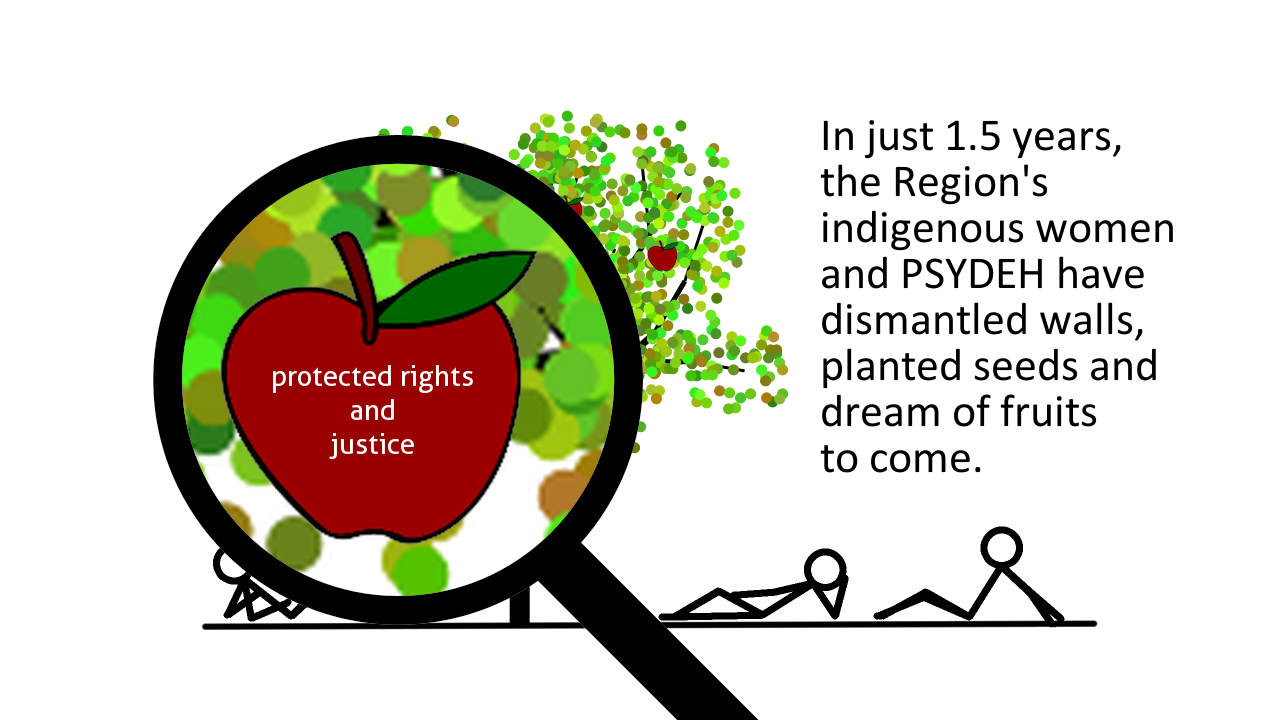 protected rights
and
justice
In just 1.5 years,
the Region's
indigenous women
and PSYDEH have
dismantled walls,
planted seeds and
dream of fruits
to come.